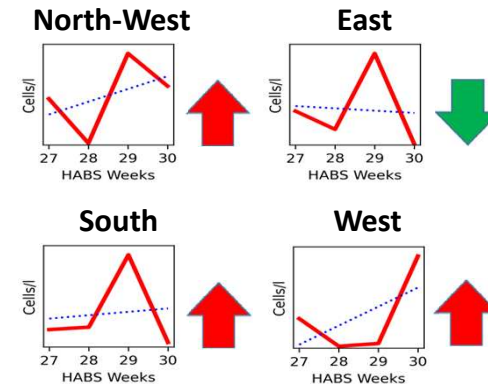 North-West
Cells/l
27 28 29 30
HABS Weeks
East
Cells/l
27 28 29 30
HABS Weeks
South
Cells/l
27 28 29 30
HABS Weeks
West
Cells/l
27 28 29 30
HABS Weeks